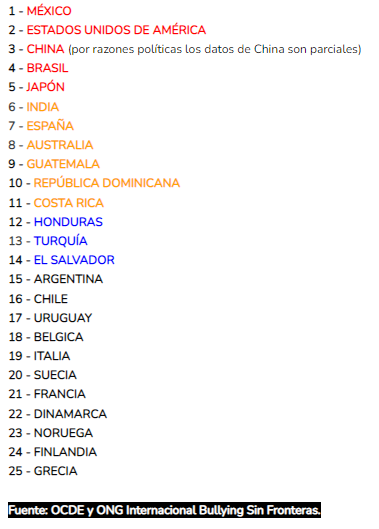 1 - MÉXICO
2 - ESTADOS UNIDOS DE AMÉRICA
3 - CHINA (por razones políticas los datos de China son parciales)
4 - BRASIL
5 - JAPÓN
6 - INDIA
7 - ESPAÑA
8 - AUSTRALIA
9 - GUATEMALA
10 - REPÚBLICA DOMINICANA
11 - COSTA RICA
12 - HONDURAS
13 - TURQUÍA
14 - EL SALVADOR
15 - ARGENTINA
16 - CHILE
17 - URUGUAY
18 - BELGICA
19 - ITALIA
20 - SUECIA
21 - FRANCIA
22 - DINAMARCA
23 - NORUEGA
24 - FINLANDIA
25 - GRECIA
Fuente: OCDE y ONG Internacional Bullying Sin Fronteras.